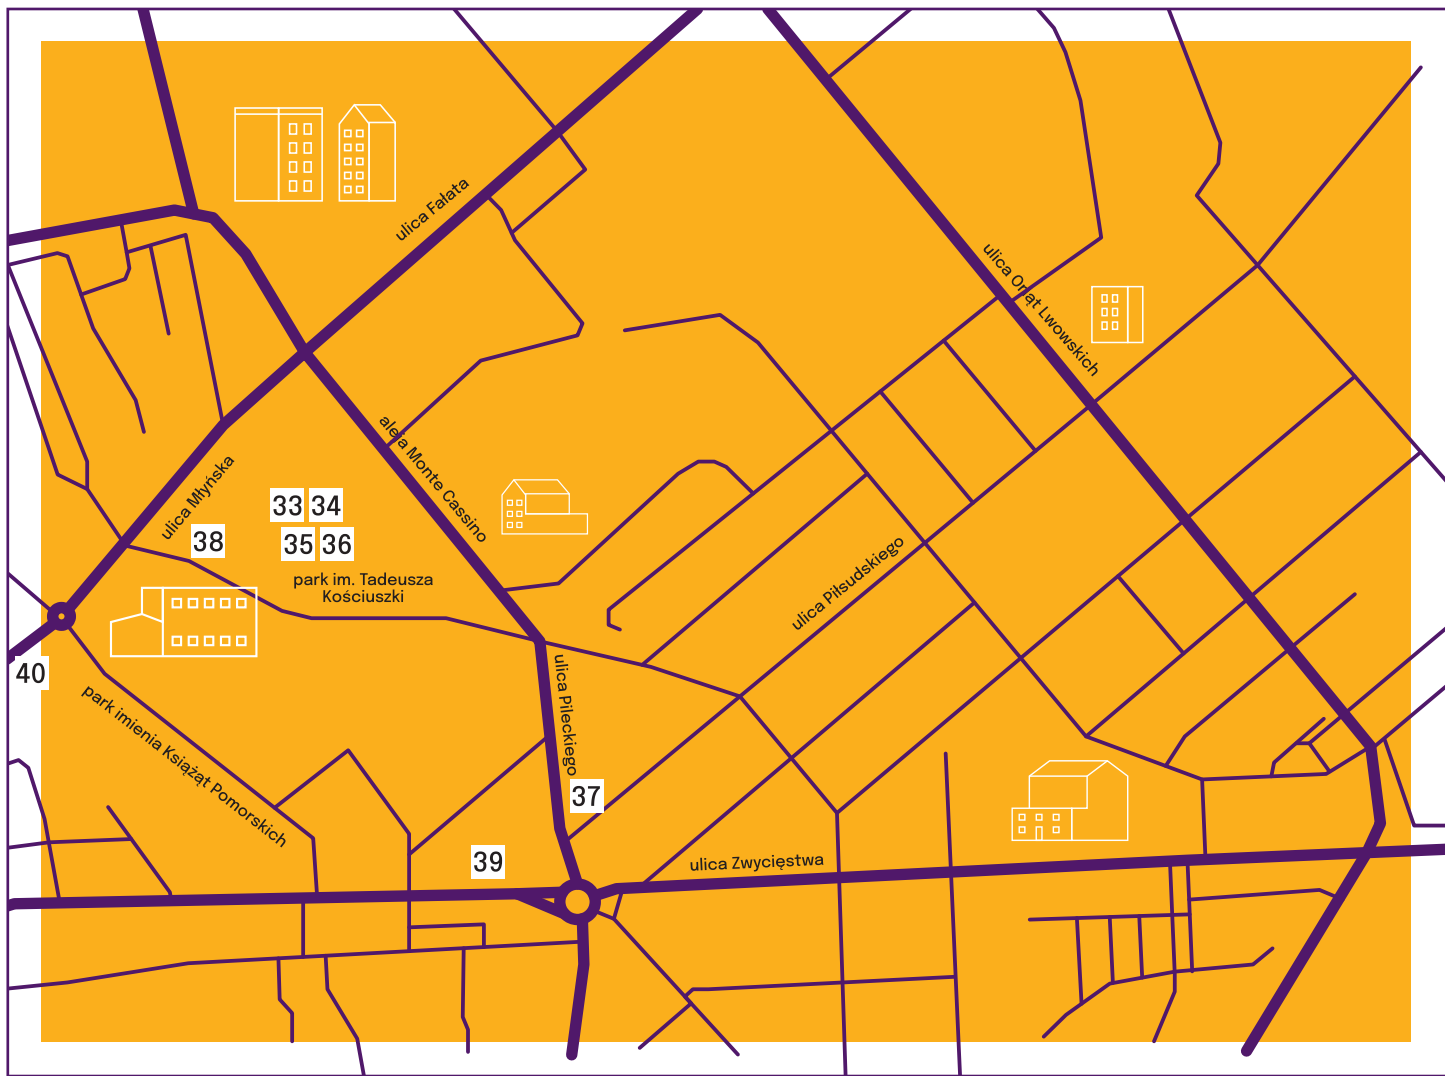 ulica Fałata
ulica Orląt Lwowskich
aleja Monte Cassino
ulica Młyńska
33 34
38
35 36
park im. Tadeusza
Kościuszki
ulica Piłsudskiego
40
ulica Pileckiego
park imienia Książąt Pomorskich
37
39
ulica Zwycięstwa